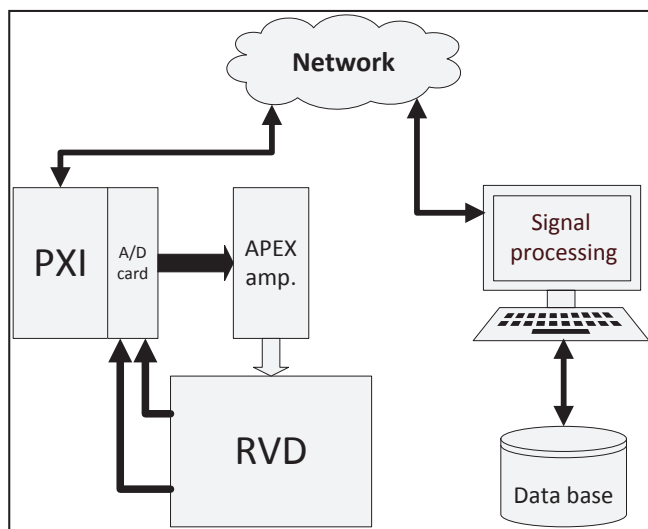 Network
PXI
A/D
card
APEX
amp.
Signal
processing
RVD
Data base